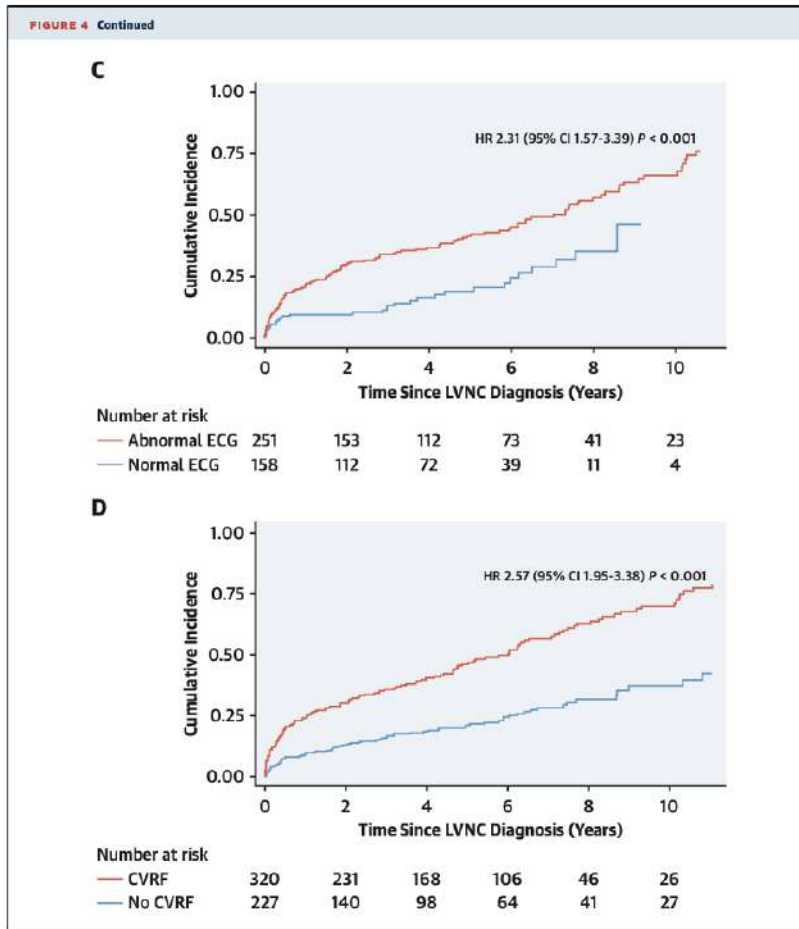 FIGURE 4 Continued
C
1.00
0.75
0.50
0.25
0.00
Cumulative Incidence
HR 2.31 (95% CI 1.57-3.39) P < 0.001
0 2 4 6 8 10
Time Since LVNC Diagnosis (Years)
Number at risk
Abnormal ECG 251 153 112 73 41 23
Normal ECG 158 112 72 39 11 4
D
1.00
0.75
0.50
0.25
0.00
Cumulative Incidence
HR 2.57 (95% CI 1.95-3.38) P < 0.001
0 2 4 6 8 10
Time Since LVNC Diagnosis (Years)
Number at risk
CVRF 320 231 168 106 46 26
No CVRF 227 140 98 64 41 27